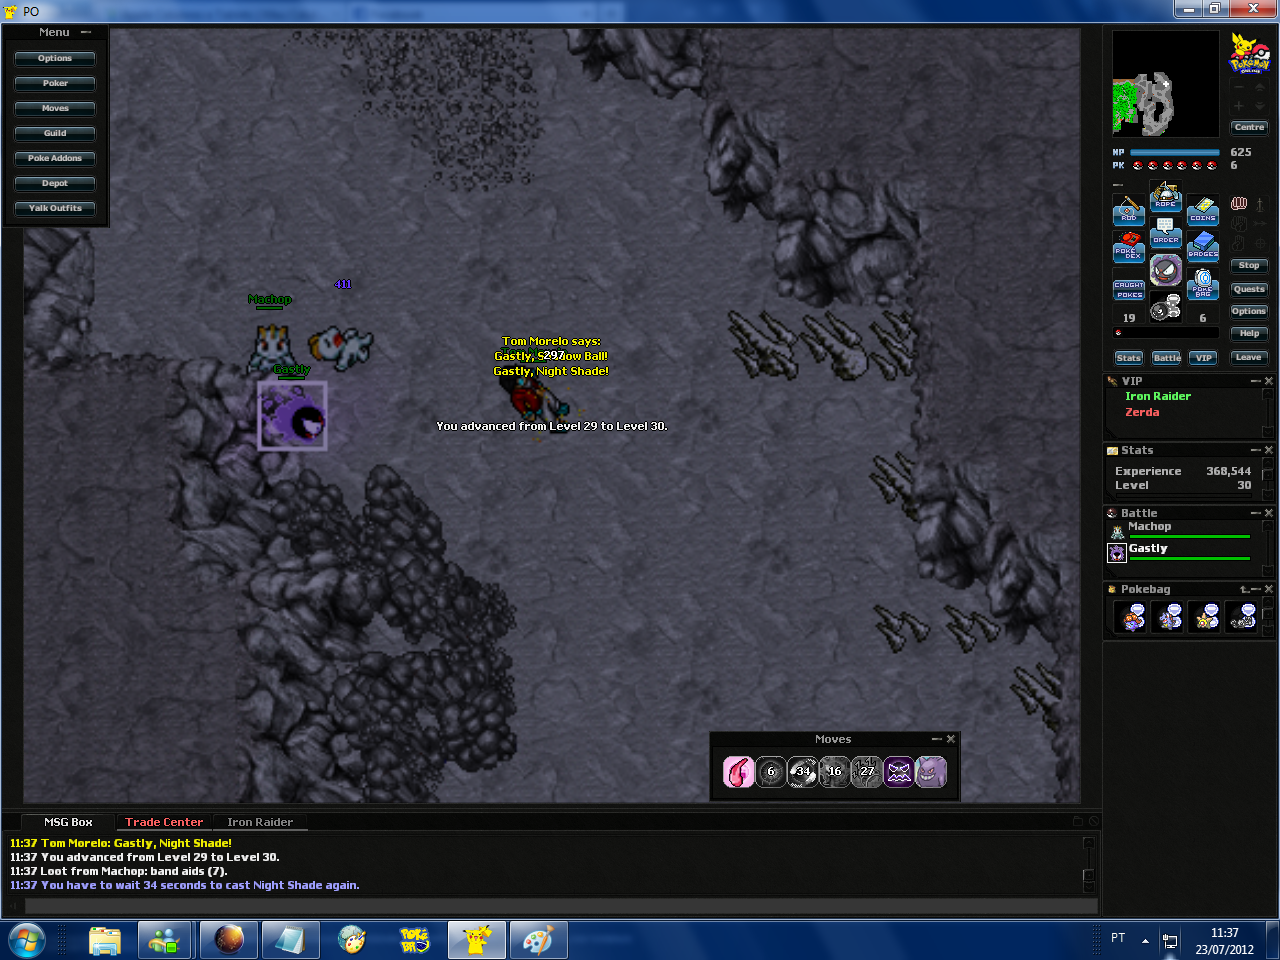 PO
Menu
Options
Poker
Moves
Guild
Poke Addons
Depot
Yalk Outfits
Machop
411
Gastly
Tom Morelo says:
Gastly, Shadow Ball!
297
Gastly, Night Shade!
You advanced from Level 29 to Level 30.
Moves
6
34
16
27
Pokémon
Centre
HP 625
PK 6
ROD
ROPE
COINS
POKE DEX
ORDER
BADGES
CAUGHT POKES
POKE BAG
19
6
Stop
Quests
Options
Help
Stats
Battle
VIP
Leave
VIP
Iron Raider
Zerda
Stats
Experience 368,544
Level 30
Battle
Machop
Gastly
Pokebag
MSG Box
Trade Center
Iron Raider
11:37 Tom Morelo: Gastly, Night Shade!
11:37 You advanced from Level 29 to Level 30.
11:37 Loot from Machop: band aids (7).
11:37 You have to wait 34 seconds to cast Night Shade again.
PT
11:37
23/07/2012